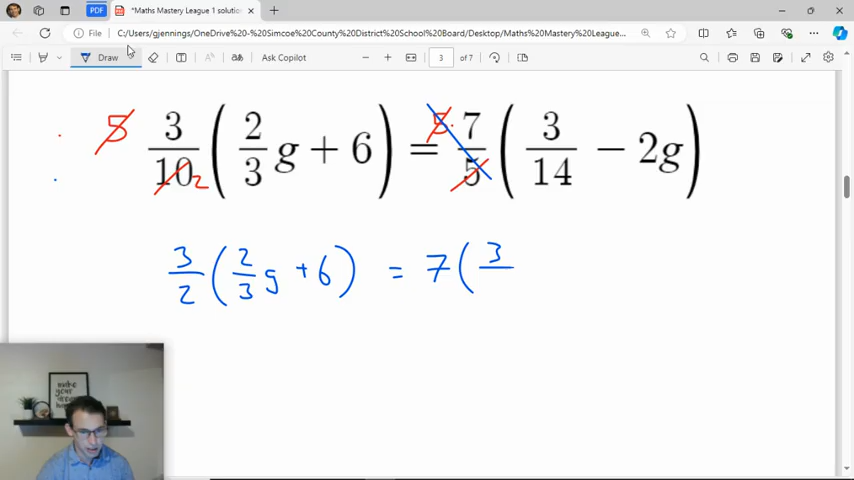 PDF
"Maths Mastery League 1 solutio
File
C:/Users/gjennings/OneDrive%20-%20Simcoe%20County%20District%20School%20Board/Desktop/Maths%20Mastery%20League...
Draw
Ask Copilot
3 of 7
5 3/10 2 ( 2/3 g + 6 ) = 5 · 7/5 ( 3/14 − 2g )
3/2 ( 2/3 g + 6 ) = 7 ( 3/